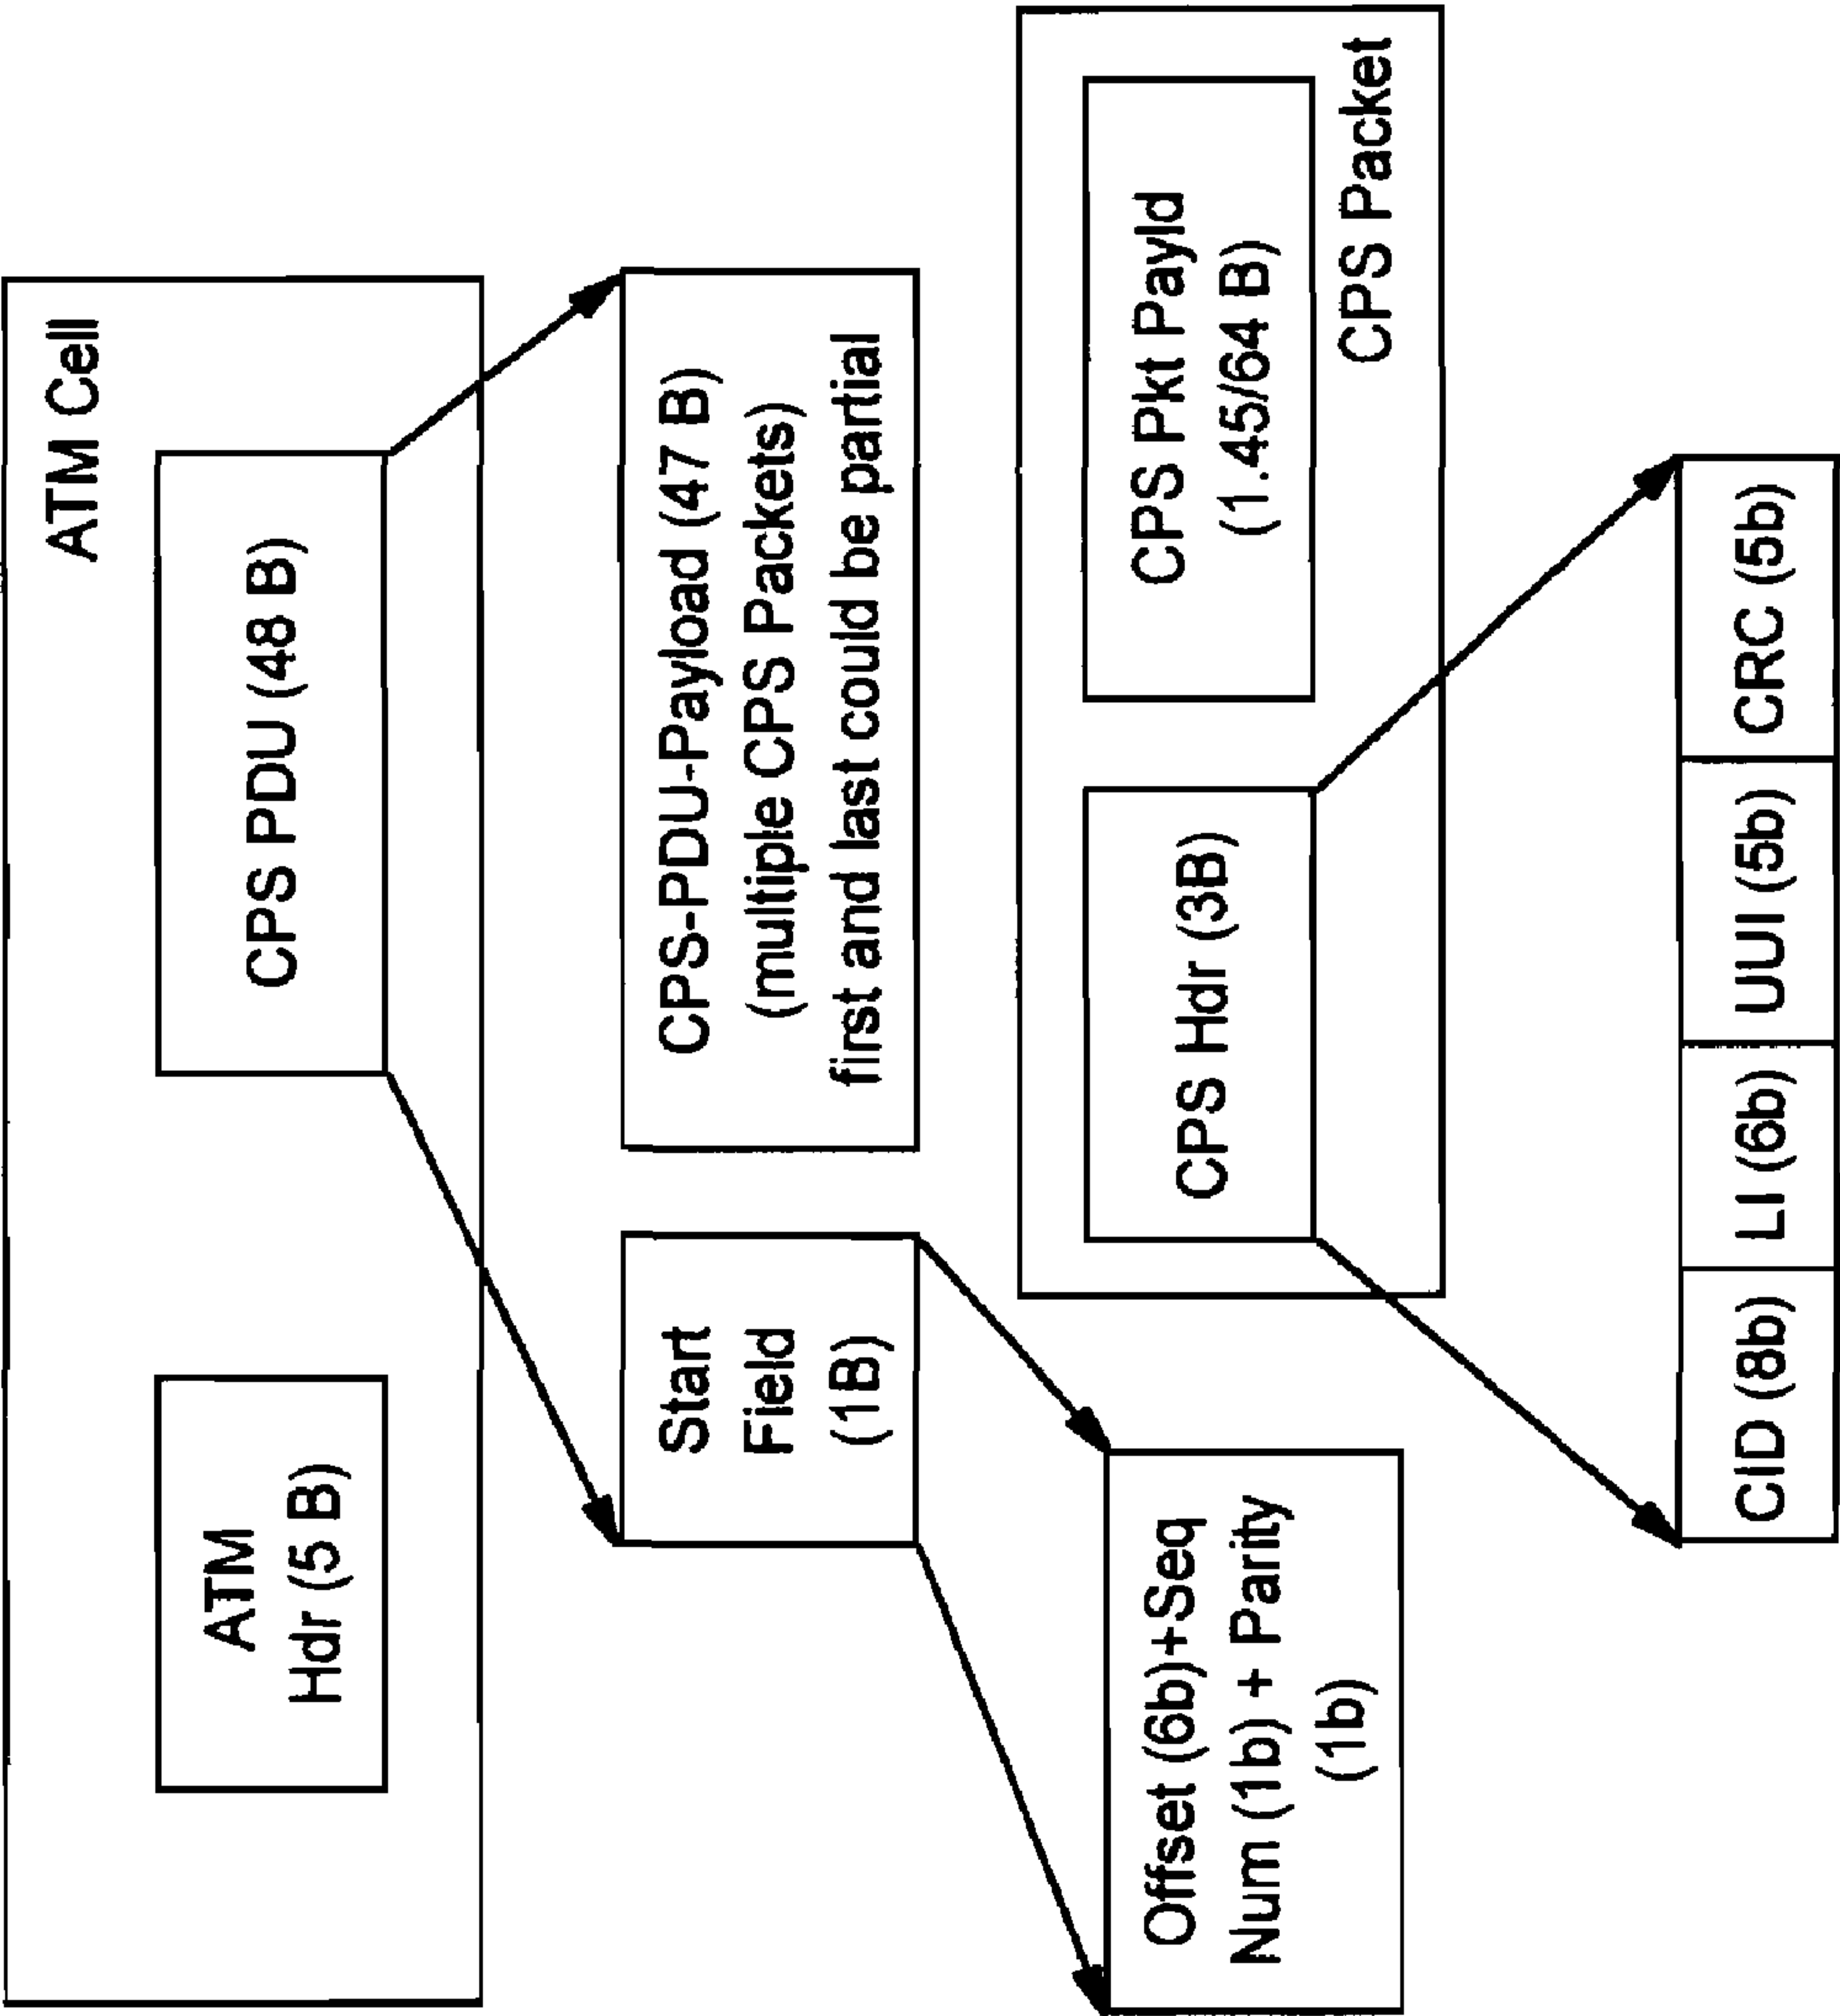 ATM Cell
ATM
Hdr (5 B)
CPS PDU (48 B)
Start
Field
(1B)
CPS-PDU-Payload (47 B)
(multiple CPS Packets)
first and last could be partial
Offset (6b)+Seq
Num (1b) + Parity
(1b)
CPS Hdr (3B)
CPS Pkt Payld
(1.45/64 B)
CPS Packet
CID (8b)
LI (6b)
UUI (5b)
CRC (5b)